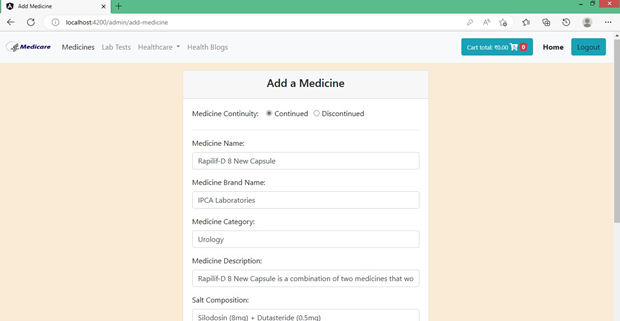 Add Medicine
localhost:4200/admin/add-medicine
Medicare Medicines Lab Tests Healthcare Health Blogs Cart total: ₹0.00 0 Home Logout
Add a Medicine
Medicine Continuity: Continued Discontinued
Medicine Name:
Rapilif-D 8 New Capsule
Medicine Brand Name:
IPCA Laboratories
Medicine Category:
Urology
Medicine Description:
Rapilif-D 8 New Capsule is a combination of two medicines that wo
Salt Composition:
Silodosin (8mg) + Dutasteride (0.5mg)